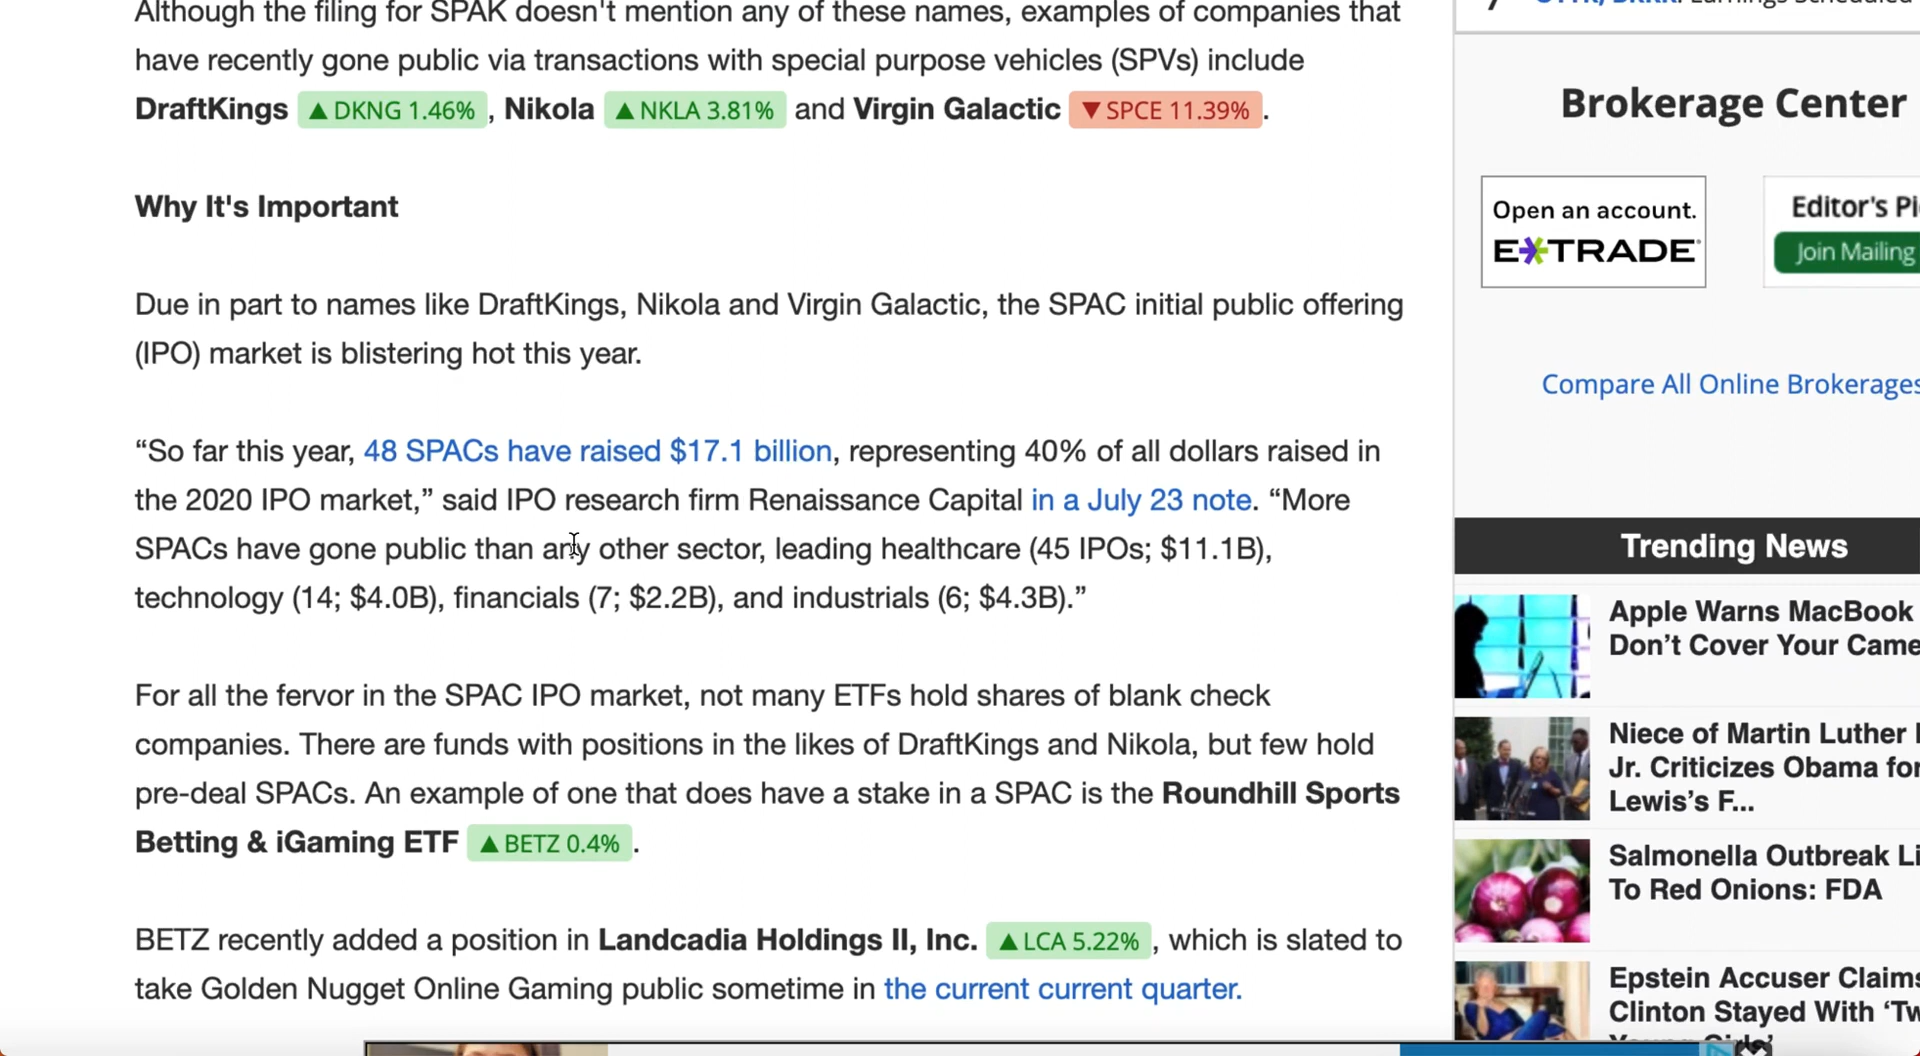 Although the filing for SPAK doesn't mention any of these names, examples of companies that
have recently gone public via transactions with special purpose vehicles (SPVs) include
DraftKings ▲ DKNG 1.46% , Nikola ▲ NKLA 3.81% and Virgin Galactic ▼ SPCE 11.39% .
Why It's Important
Due in part to names like DraftKings, Nikola and Virgin Galactic, the SPAC initial public offering
(IPO) market is blistering hot this year.
“So far this year, 48 SPACs have raised $17.1 billion, representing 40% of all dollars raised in
the 2020 IPO market,” said IPO research firm Renaissance Capital in a July 23 note. “More
SPACs have gone public than any other sector, leading healthcare (45 IPOs; $11.1B),
technology (14; $4.0B), financials (7; $2.2B), and industrials (6; $4.3B).”
For all the fervor in the SPAC IPO market, not many ETFs hold shares of blank check
companies. There are funds with positions in the likes of DraftKings and Nikola, but few hold
pre-deal SPACs. An example of one that does have a stake in a SPAC is the Roundhill Sports
Betting & iGaming ETF ▲ BETZ 0.4% .
BETZ recently added a position in Landcadia Holdings II, Inc. ▲ LCA 5.22% , which is slated to
take Golden Nugget Online Gaming public sometime in the current current quarter.
Scheduled
Brokerage Center
Open an account.
E*TRADE
Editor's Pi
Join Mailing
Compare All Online Brokerages
Trending News
Apple Warns MacBook
Don’t Cover Your Came
Niece of Martin Luther
Jr. Criticizes Obama for
Lewis’s F...
Salmonella Outbreak Li
To Red Onions: FDA
Epstein Accuser Claims
Clinton Stayed With ‘Tw